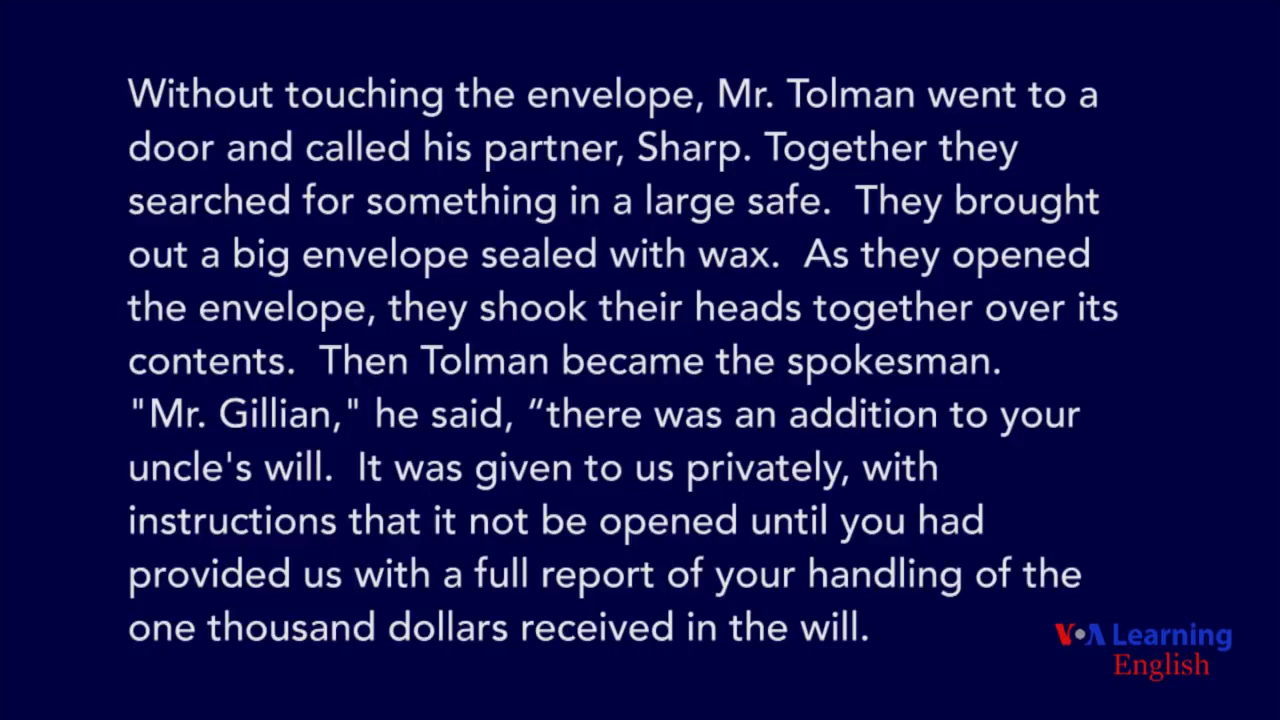 Without touching the envelope, Mr. Tolman went to a
door and called his partner, Sharp. Together they
searched for something in a large safe.  They brought
out a big envelope sealed with wax.  As they opened
the envelope, they shook their heads together over its
contents.  Then Tolman became the spokesman.
"Mr. Gillian," he said, “there was an addition to your
uncle's will.  It was given to us privately, with
instructions that it not be opened until you had
provided us with a full report of your handling of the
one thousand dollars received in the will.
VOA Learning
English